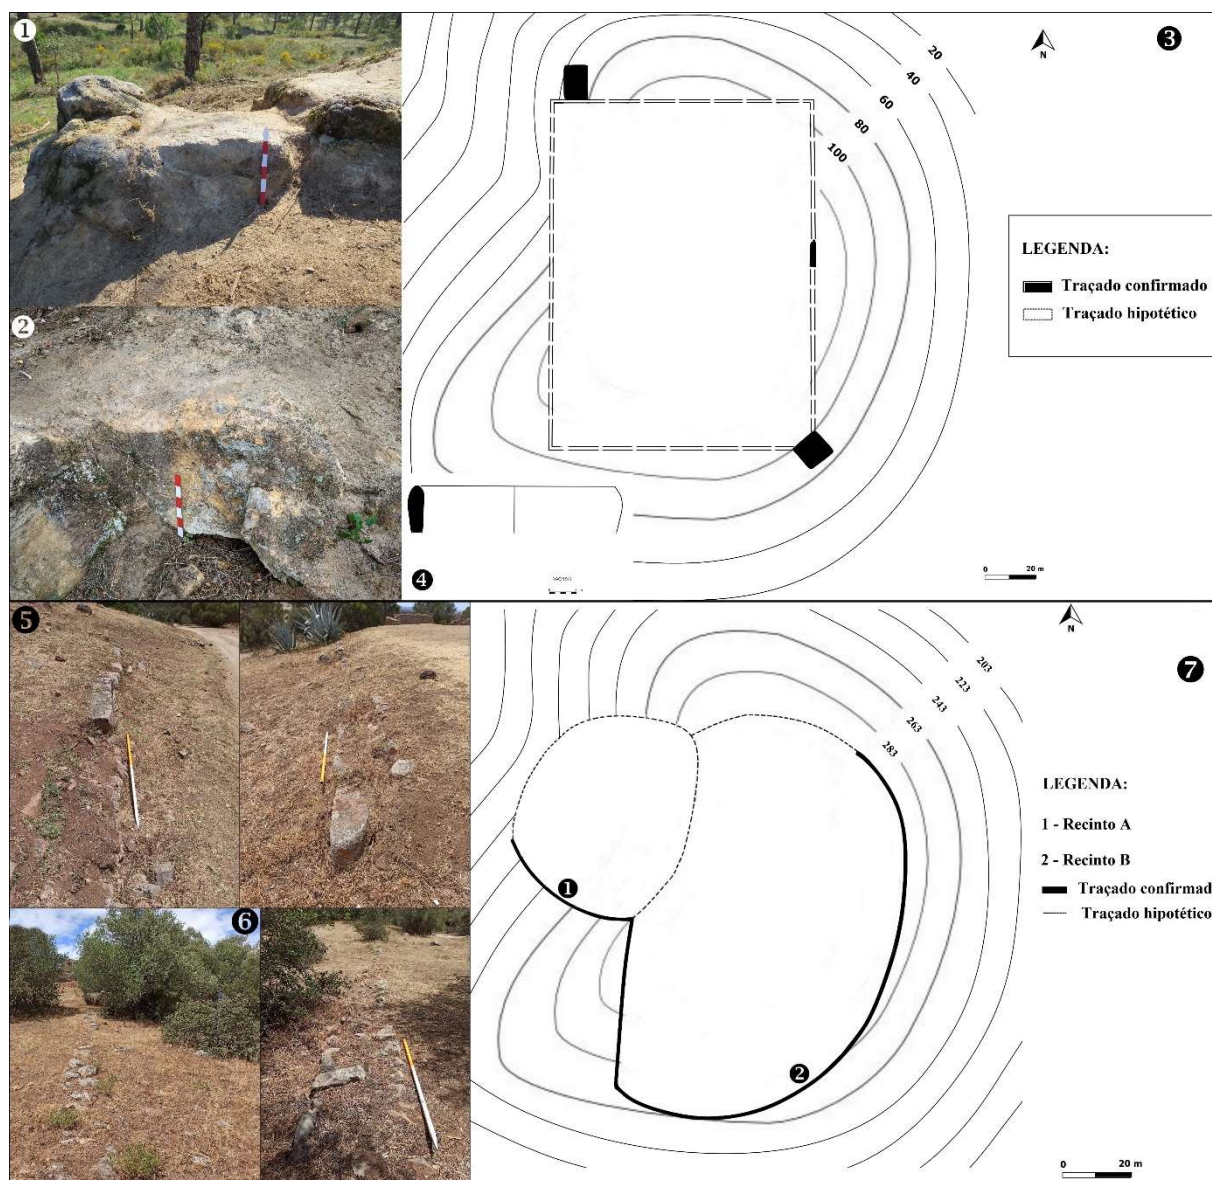 1
2
3
N
20
40
60
80
100
LEGENDA:
Traçado confirmado
Traçado hipotético
0 20 m
4
5
6
7
N
203
223
243
263
283
LEGENDA:
1 - Recinto A
2 - Recinto B
Traçado confirmad
Traçado hipotético
1
2
0 20 m